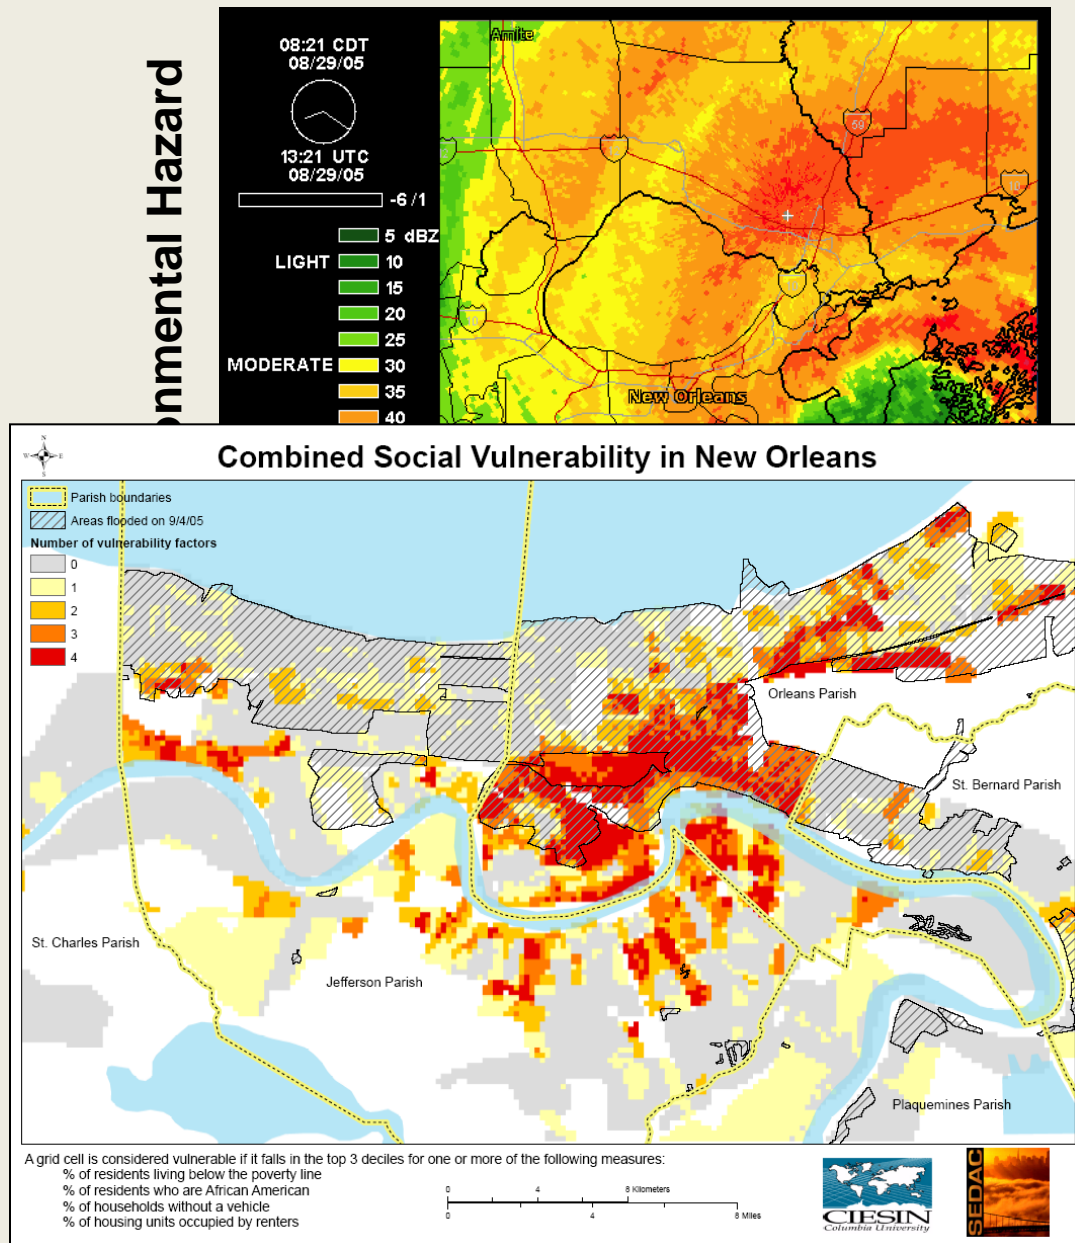 onmental Hazard
08:21 CDT
08/29/05
13:21 UTC
08/29/05
-6 /1
5 dBZ
LIGHT 10
15
20
25
MODERATE 30
35
40
Amite
59
10
10
New Orleans
Combined Social Vulnerability in New Orleans
N
W E
S
Parish boundaries
Areas flooded on 9/4/05
Number of vulnerability factors
0
1
2
3
4
Orleans Parish
St. Bernard Parish
St. Charles Parish
Jefferson Parish
Plaquemines Parish
A grid cell is considered vulnerable if it falls in the top 3 deciles for one or more of the following measures:
% of residents living below the poverty line
% of residents who are African American
% of households without a vehicle
% of housing units occupied by renters
0 4 8 Kilometers
0 4 8 Miles
CIESIN
Columbia University
SEDAC